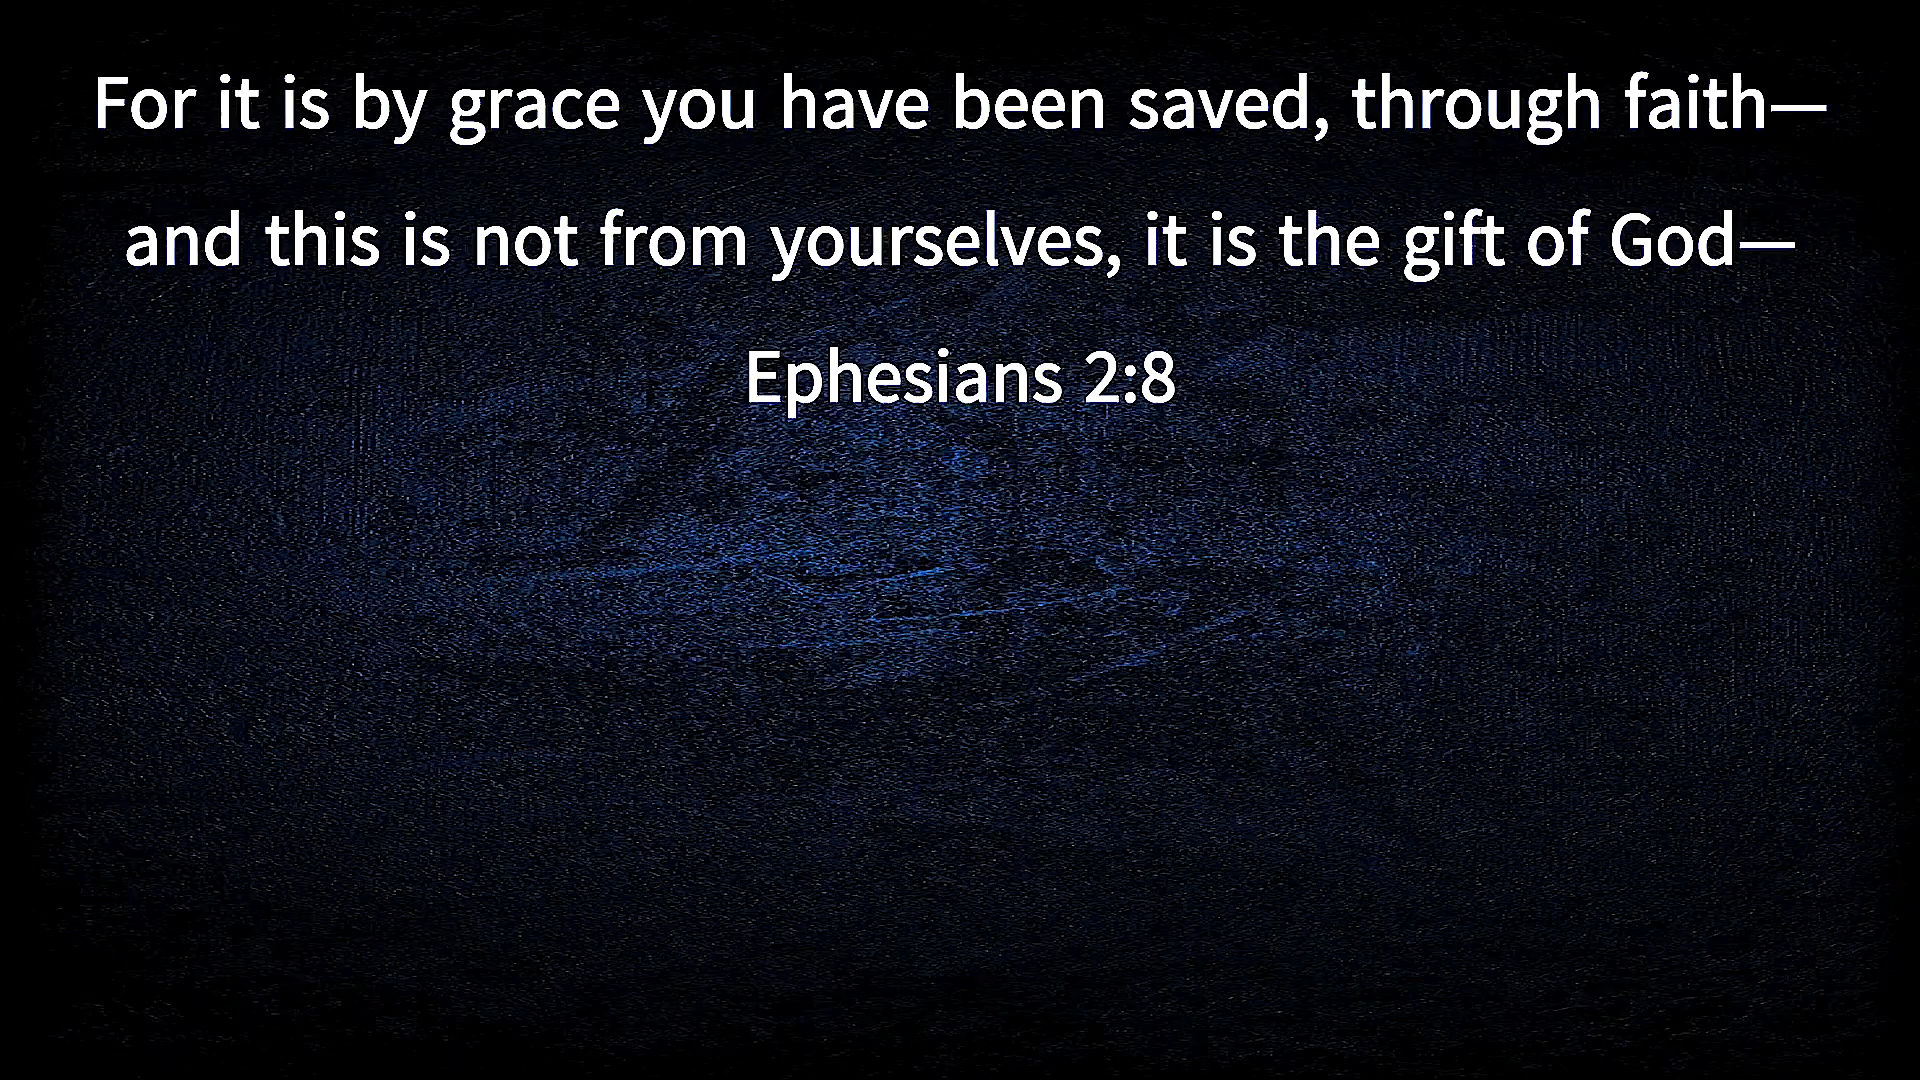 For it is by grace you have been saved, through faith—
and this is not from yourselves, it is the gift of God—
Ephesians 2:8